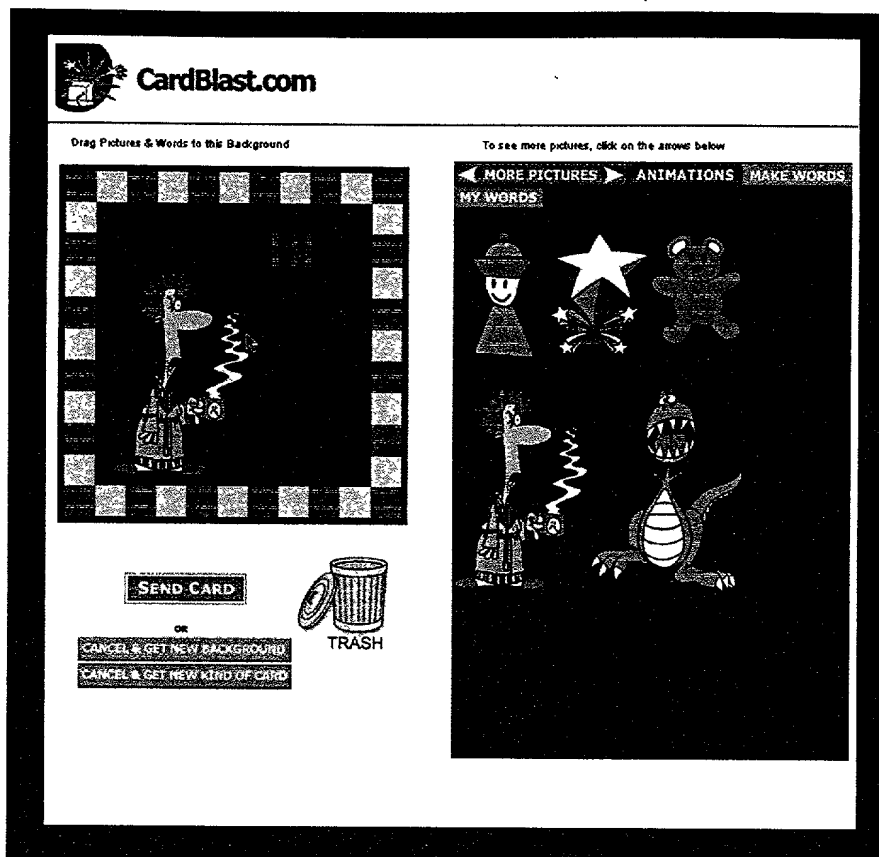 CardBlast.com
Drag Pictures & Words to this Background
To see more pictures, click on the arrows below
MORE PICTURES ANIMATIONS MAKE WORDS
MY WORDS
SEND CARD
OR
CANCEL & GET NEW BACKGROUND
CANCEL & GET NEW KIND OF CARD
TRASH